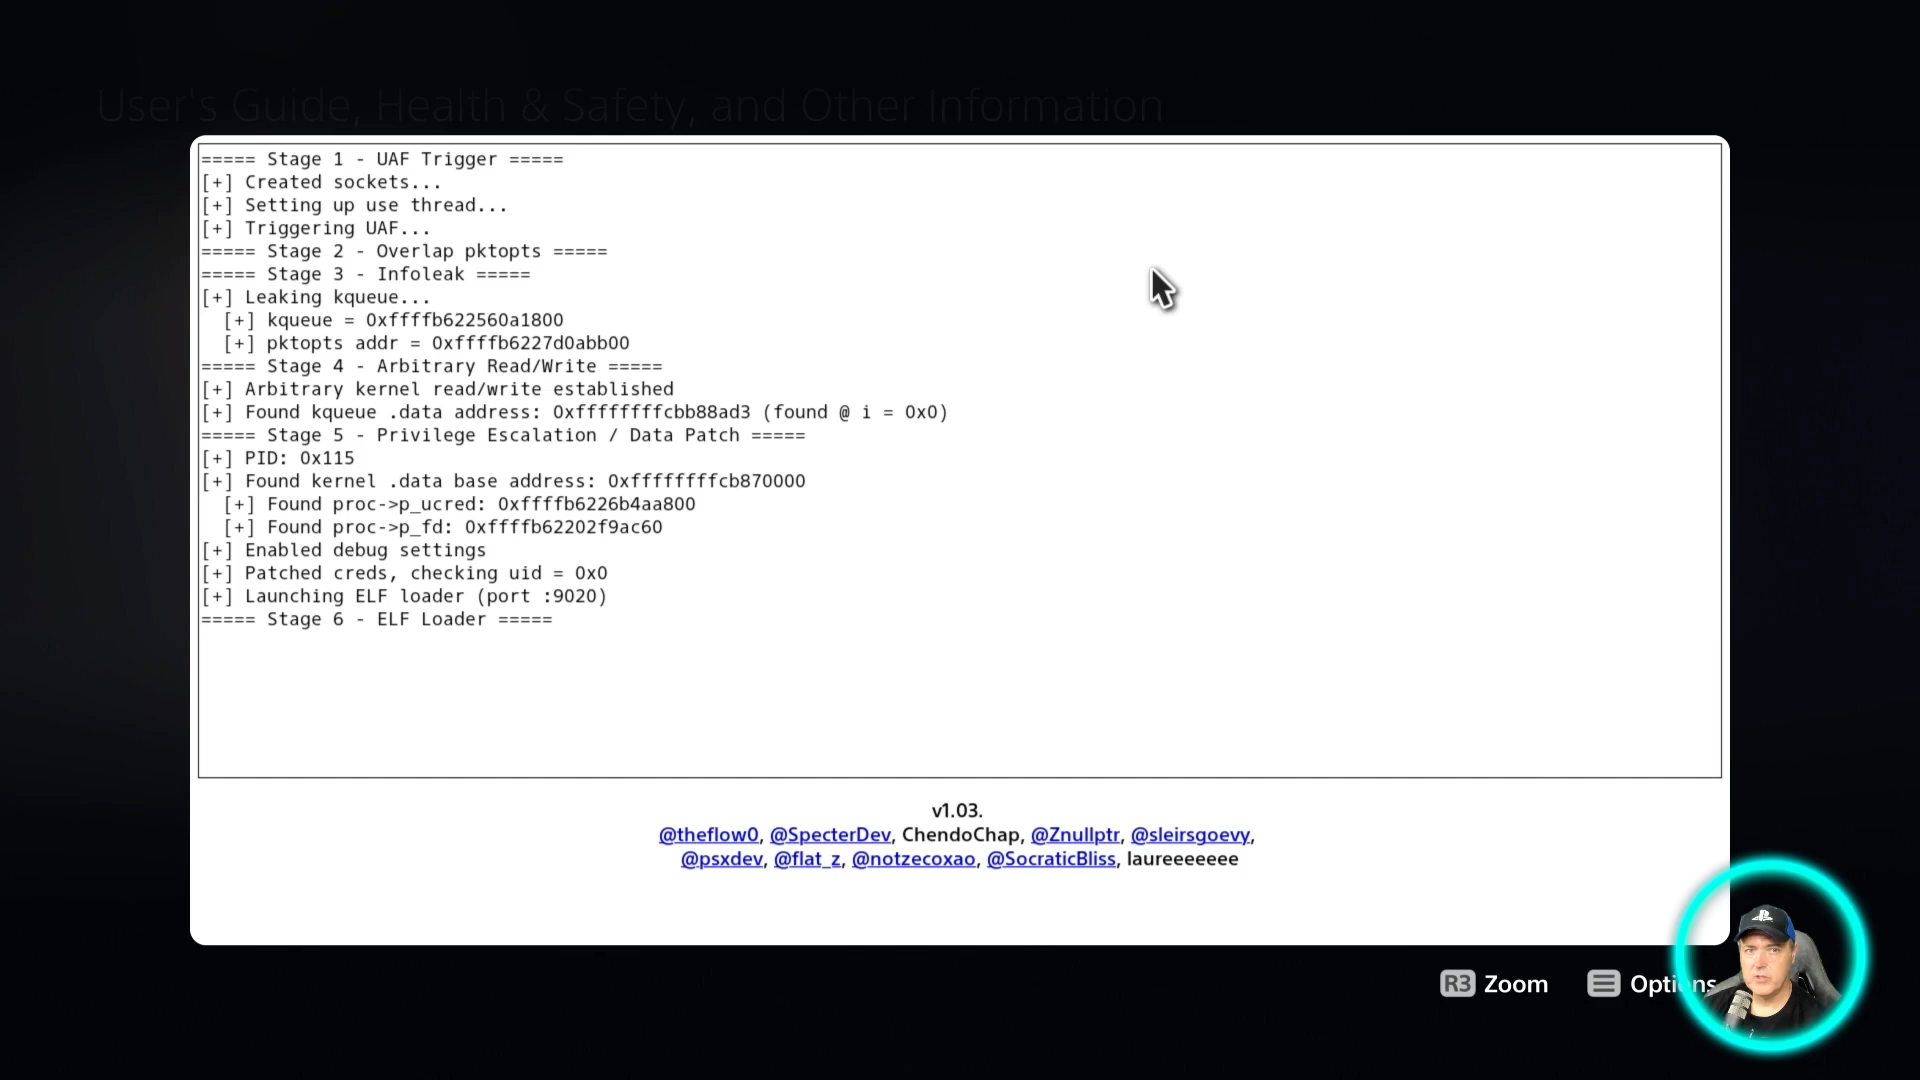 User's Guide, Health & Safety, and Other Information
===== Stage 1 - UAF Trigger =====
[+] Created sockets...
[+] Setting up use thread...
[+] Triggering UAF...
===== Stage 2 - Overlap pktopts =====
===== Stage 3 - Infoleak =====
[+] Leaking kqueue...
  [+] kqueue = 0xffffb622560a1800
  [+] pktopts addr = 0xffffb6227d0abb00
===== Stage 4 - Arbitrary Read/Write =====
[+] Arbitrary kernel read/write established
[+] Found kqueue .data address: 0xffffffffcbb88ad3 (found @ i = 0x0)
===== Stage 5 - Privilege Escalation / Data Patch =====
[+] PID: 0x115
[+] Found kernel .data base address: 0xffffffffcb870000
  [+] Found proc->p_ucred: 0xffffb6226b4aa800
  [+] Found proc->p_fd: 0xffffb62202f9ac60
[+] Enabled debug settings
[+] Patched creds, checking uid = 0x0
[+] Launching ELF loader (port :9020)
===== Stage 6 - ELF Loader =====
v1.03.
@theflow0, @SpecterDev, ChendoChap, @Znullptr, @sleirsgoevy,
@psxdev, @flat_z, @notzecoxao, @SocraticBliss, laureeeeeee
R3 Zoom Options